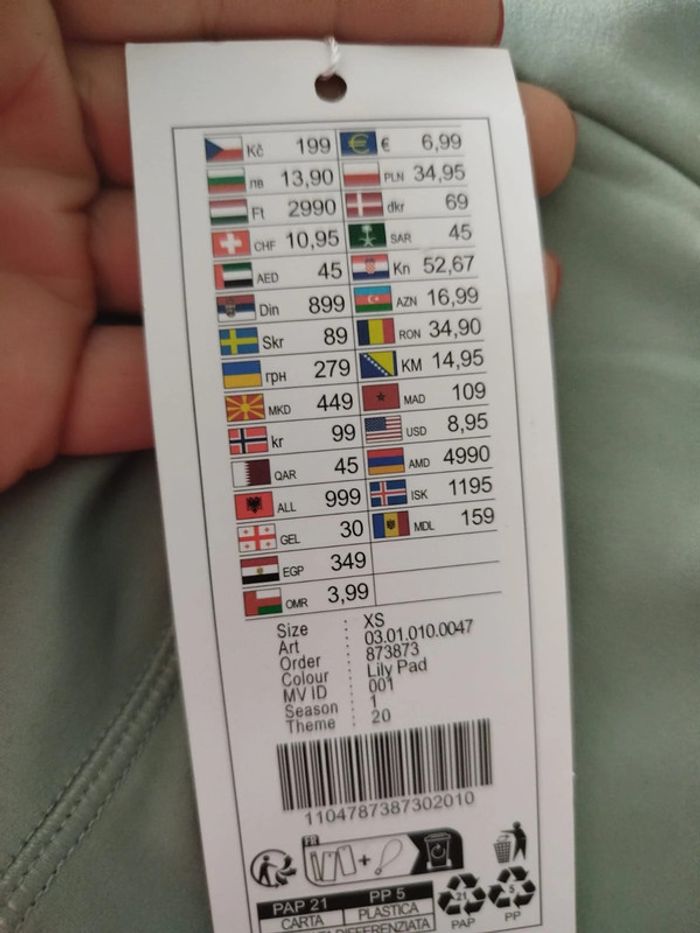 Kč 199 € 6,99
лв 13,90 PLN 34,95
Ft 2990 dkr 69
CHF 10,95 SAR 45
AED 45 Kn 52,67
Din 899 AZN 16,99
Skr 89 RON 34,90
грн 279 KM 14,95
MKD 449 MAD 109
kr 99 USD 8,95
QAR 45 AMD 4990
ALL 999 ISK 1195
GEL 30 MDL 159
EGP 349
OMR 3,99
Size : XS
Art : 03.01.010.0047
Order : 873873
Colour : Lily Pad
MV ID : 001
Season : 1
Theme : 20
1104787387302010
FR
+
PAP 21 PP 5
CARTA PLASTICA
DIFFERENZIATA
21 5
PAP PP